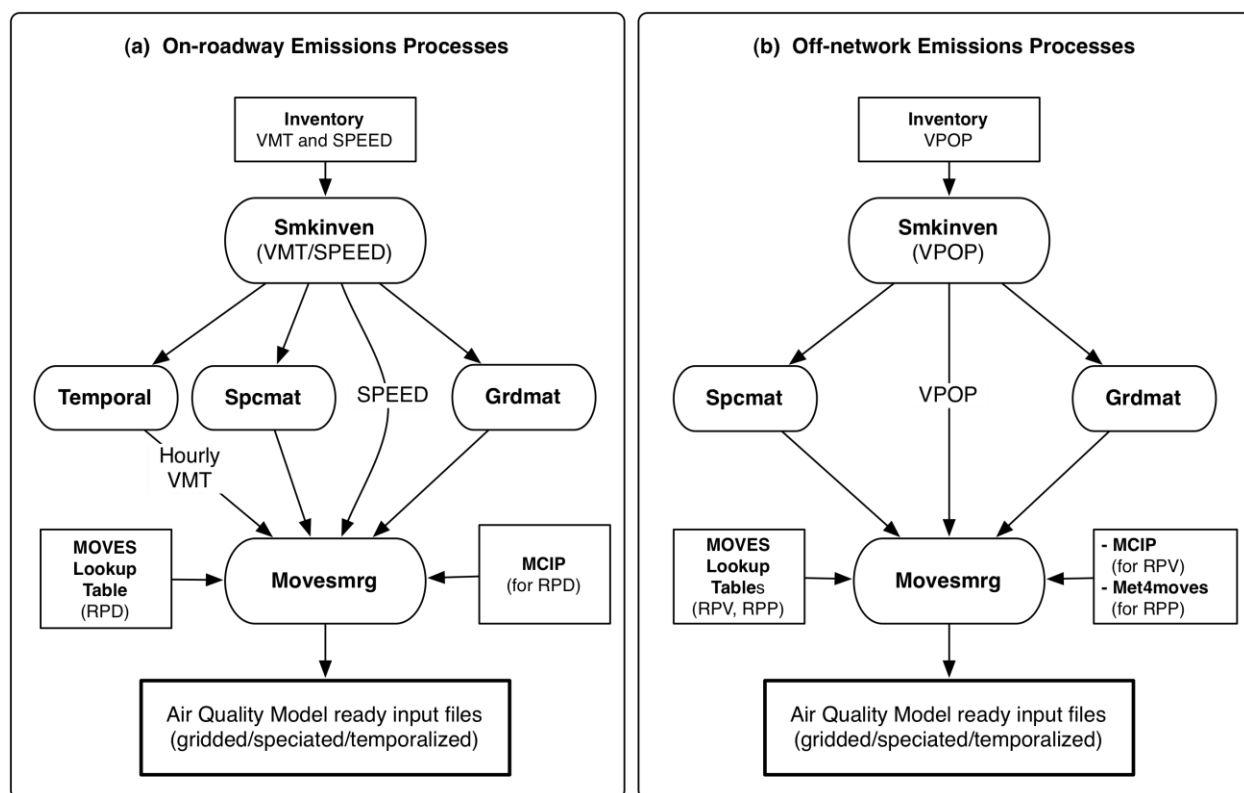 (a) On-roadway Emissions Processes
Inventory
VMT and SPEED
Smkinven
(VMT/SPEED)
Temporal
Spcmat
SPEED
Grdmat
Hourly
VMT
MOVES
Lookup
Table
(RPD)
Movesmrg
MCIP
(for RPD)
Air Quality Model ready input files
(gridded/speciated/temporalized)
(b) Off-network Emissions Processes
Inventory
VPOP
Smkinven
(VPOP)
Spcmat
VPOP
Grdmat
MOVES
Lookup
Tables
(RPV, RPP)
Movesmrg
- MCIP
(for RPV)
- Met4moves
(for RPP)
Air Quality Model ready input files
(gridded/speciated/temporalized)